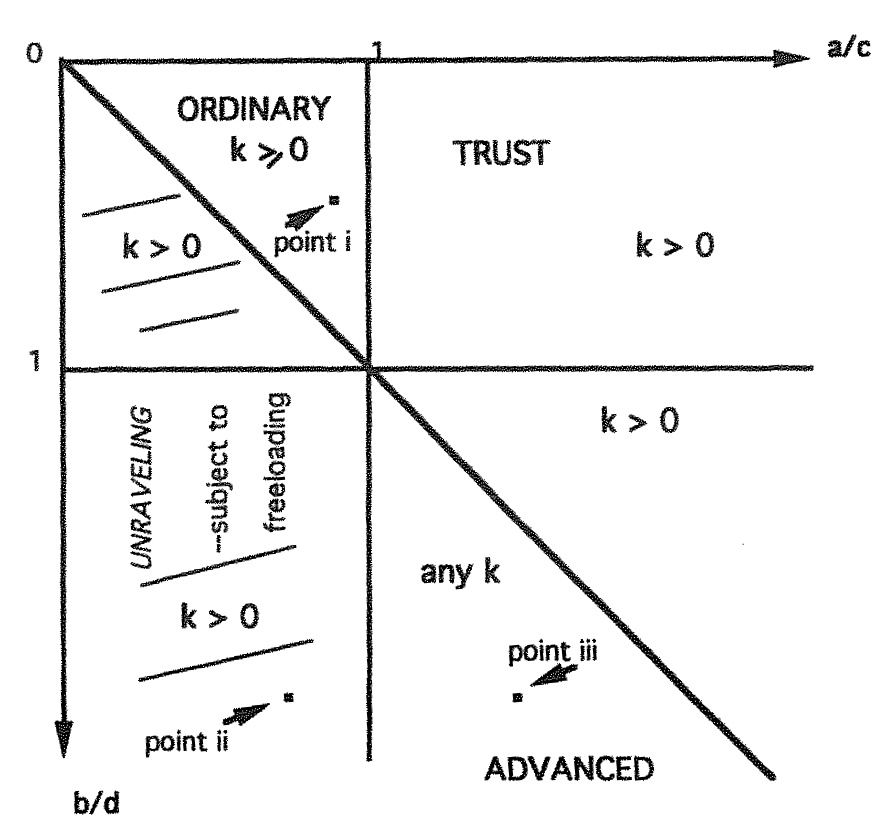 0
1
a/c
ORDINARY
k ⩾ 0
TRUST
point i
k > 0
k > 0
1
k > 0
UNRAVELING
--subject to
freeloading
any k
k > 0
point iii
point ii
ADVANCED
b/d